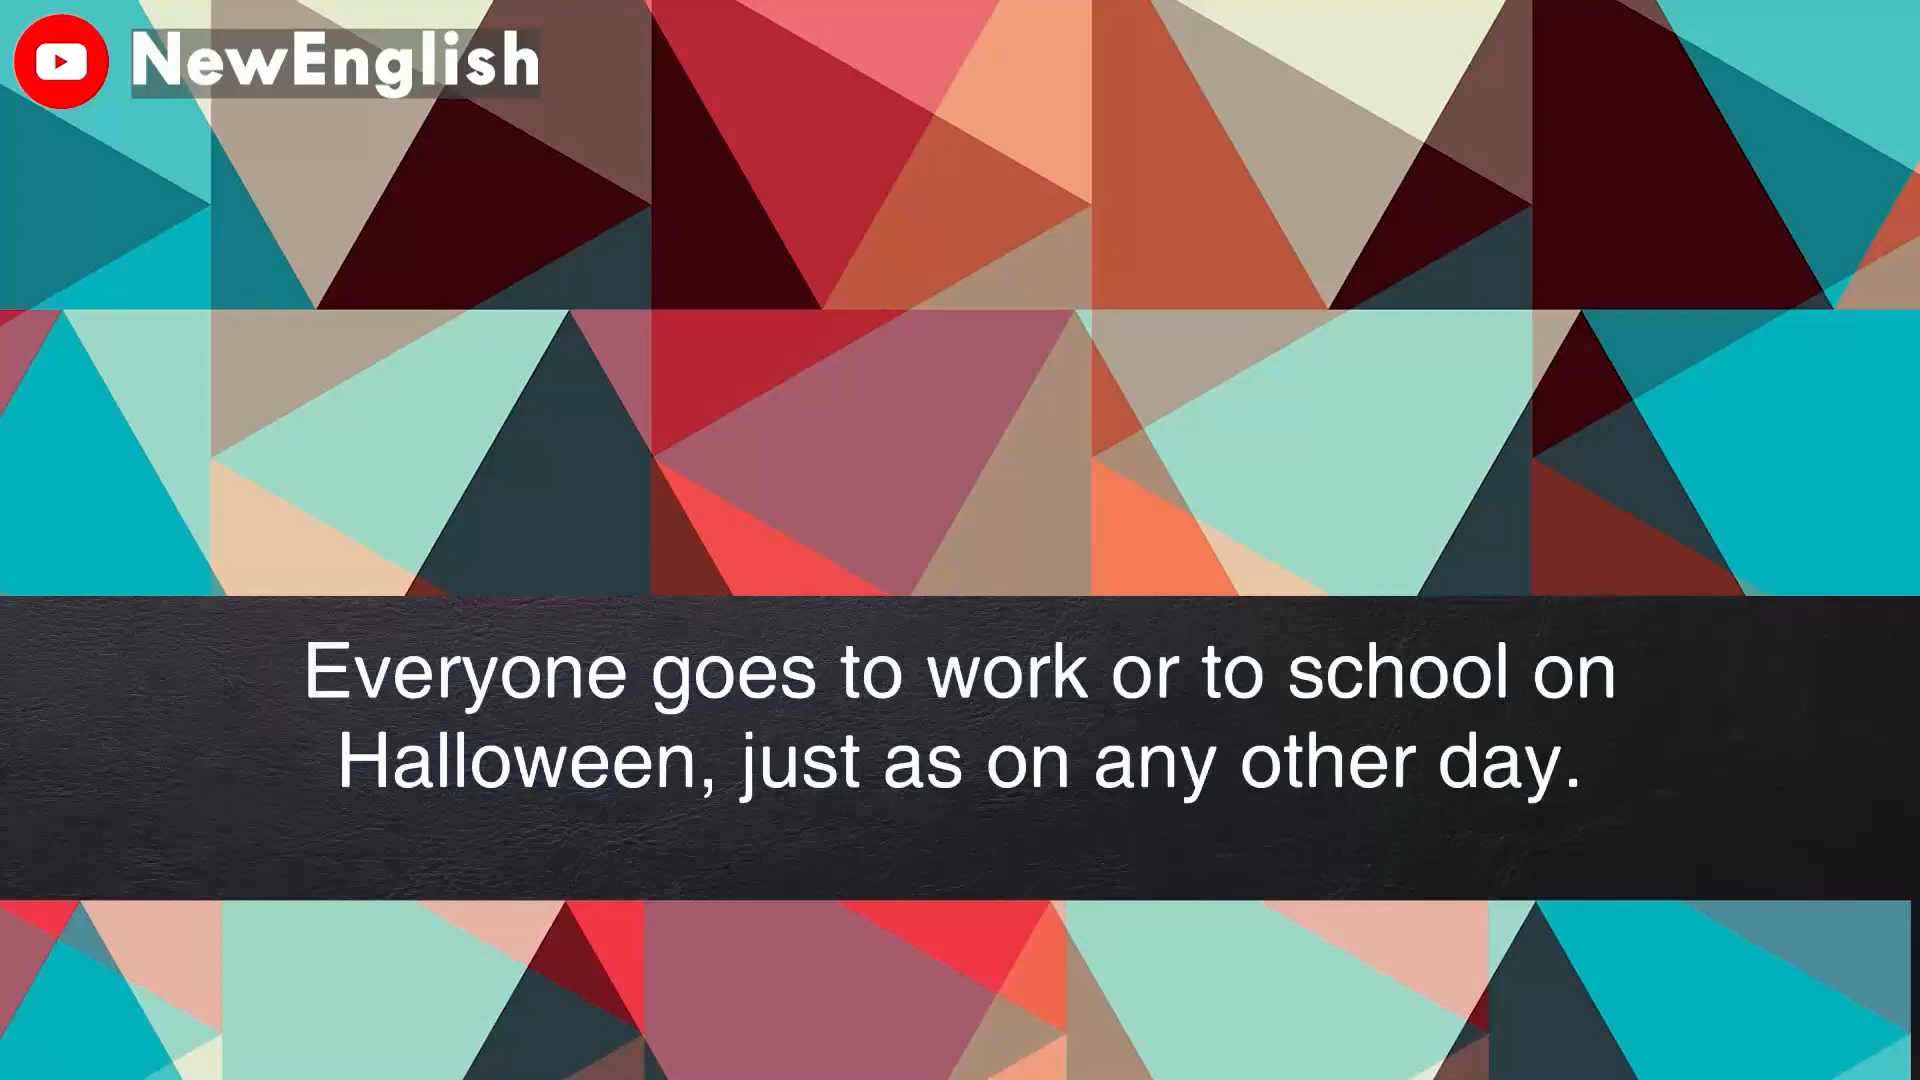 NewEnglish
Everyone goes to work or to school on
Halloween, just as on any other day.